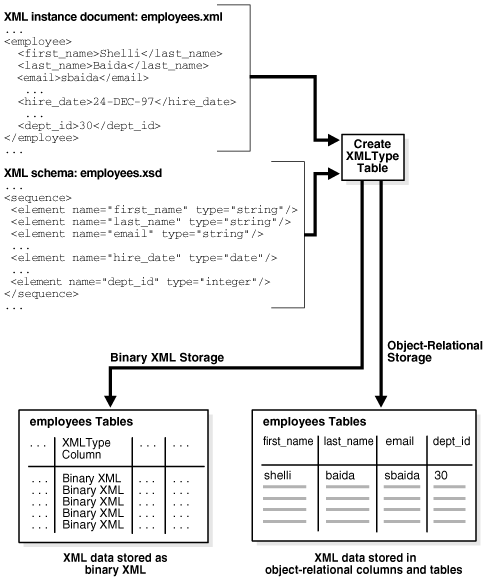 XML instance document: employees.xml
...
<employee>
<first_name>Shelli</last_name>
<last_name>Baida</last_name>
<email>sbaida</email>
...
<hire_date>24-DEC-97</hire_date>
...
<dept_id>30</dept_id>
</employee>
...
Create
XMLType
Table
XML schema: employees.xsd
...
<sequence>
<element name="first_name" type="string"/>
<element name="last_name" type="string"/>
<element name="email" type="string"/>
...
<element name="hire_date" type="date"/>
...
<element name="dept_id" type="integer"/>
</sequence>
...
Binary XML Storage
Object-Relational
Storage
employees Tables
... XMLType ... ...
Column
... Binary XML ... ...
... Binary XML ... ...
... Binary XML ... ...
... Binary XML ... ...
... Binary XML ... ...
XML data stored as
binary XML
employees Tables
first_name last_name email dept_id
shelli baida sbaida 30
XML data stored in
object-relational columns and tables